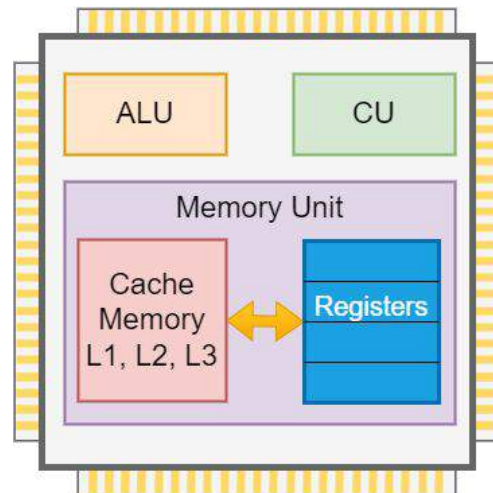 ALU
CU
Memory Unit
Cache
Memory
L1, L2, L3
Registers